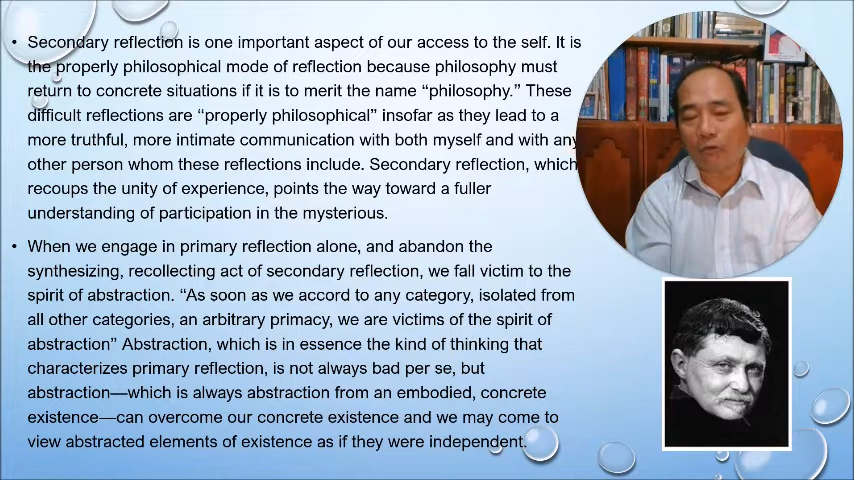 • Secondary reflection is one important aspect of our access to the self. It is
the properly philosophical mode of reflection because philosophy must
return to concrete situations if it is to merit the name “philosophy.” These
difficult reflections are “properly philosophical” insofar as they lead to a
more truthful, more intimate communication with both myself and with any
other person whom these reflections include. Secondary reflection, which
recoups the unity of experience, points the way toward a fuller
understanding of participation in the mysterious.
• When we engage in primary reflection alone, and abandon the
synthesizing, recollecting act of secondary reflection, we fall victim to the
spirit of abstraction. “As soon as we accord to any category, isolated from
all other categories, an arbitrary primacy, we are victims of the spirit of
abstraction” Abstraction, which is in essence the kind of thinking that
characterizes primary reflection, is not always bad per se, but
abstraction—which is always abstraction from an embodied, concrete
existence—can overcome our concrete existence and we may come to
view abstracted elements of existence as if they were independent.